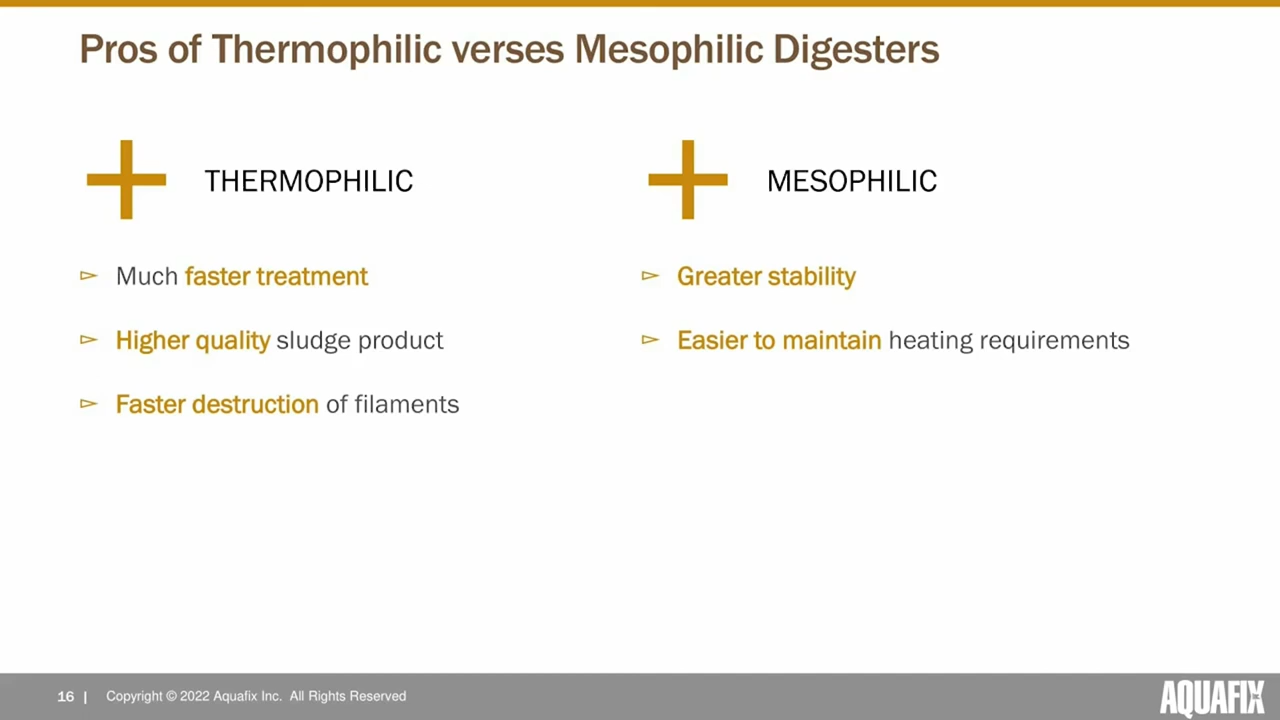 Pros of Thermophilic verses Mesophilic Digesters
THERMOPHILIC
Much faster treatment
Higher quality sludge product
Faster destruction of filaments
MESOPHILIC
Greater stability
Easier to maintain heating requirements
16 | Copyright © 2022 Aquafix Inc. All Rights Reserved
AQUAFIX